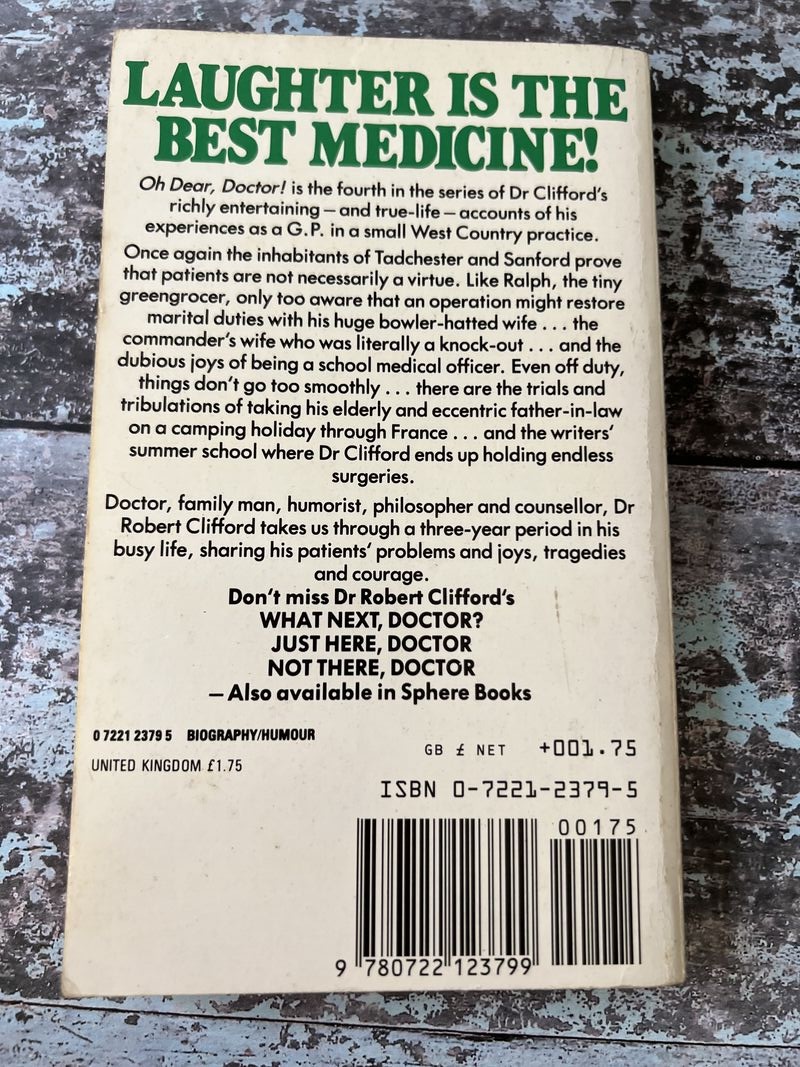 LAUGHTER IS THE
BEST MEDICINE!
Oh Dear, Doctor! is the fourth in the series of Dr Clifford's
richly entertaining – and true-life – accounts of his
experiences as a G.P. in a small West Country practice.
Once again the inhabitants of Tadchester and Sanford prove
that patients are not necessarily a virtue. Like Ralph, the tiny
greengrocer, only too aware that an operation might restore
marital duties with his huge bowler-hatted wife . . . the
commander's wife who was literally a knock-out . . . and the
dubious joys of being a school medical officer. Even off duty,
things don't go too smoothly . . . there are the trials and
tribulations of taking his elderly and eccentric father-in-law
on a camping holiday through France . . . and the writers'
summer school where Dr Clifford ends up holding endless
surgeries.
Doctor, family man, humorist, philosopher and counsellor, Dr
Robert Clifford takes us through a three-year period in his
busy life, sharing his patients' problems and joys, tragedies
and courage.
Don't miss Dr Robert Clifford's
WHAT NEXT, DOCTOR?
JUST HERE, DOCTOR
NOT THERE, DOCTOR
– Also available in Sphere Books
0 7221 2379 5 BIOGRAPHY/HUMOUR
UNITED KINGDOM £1.75
GB £ NET +001.75
ISBN 0-7221-2379-5
00175
9 780722 123799